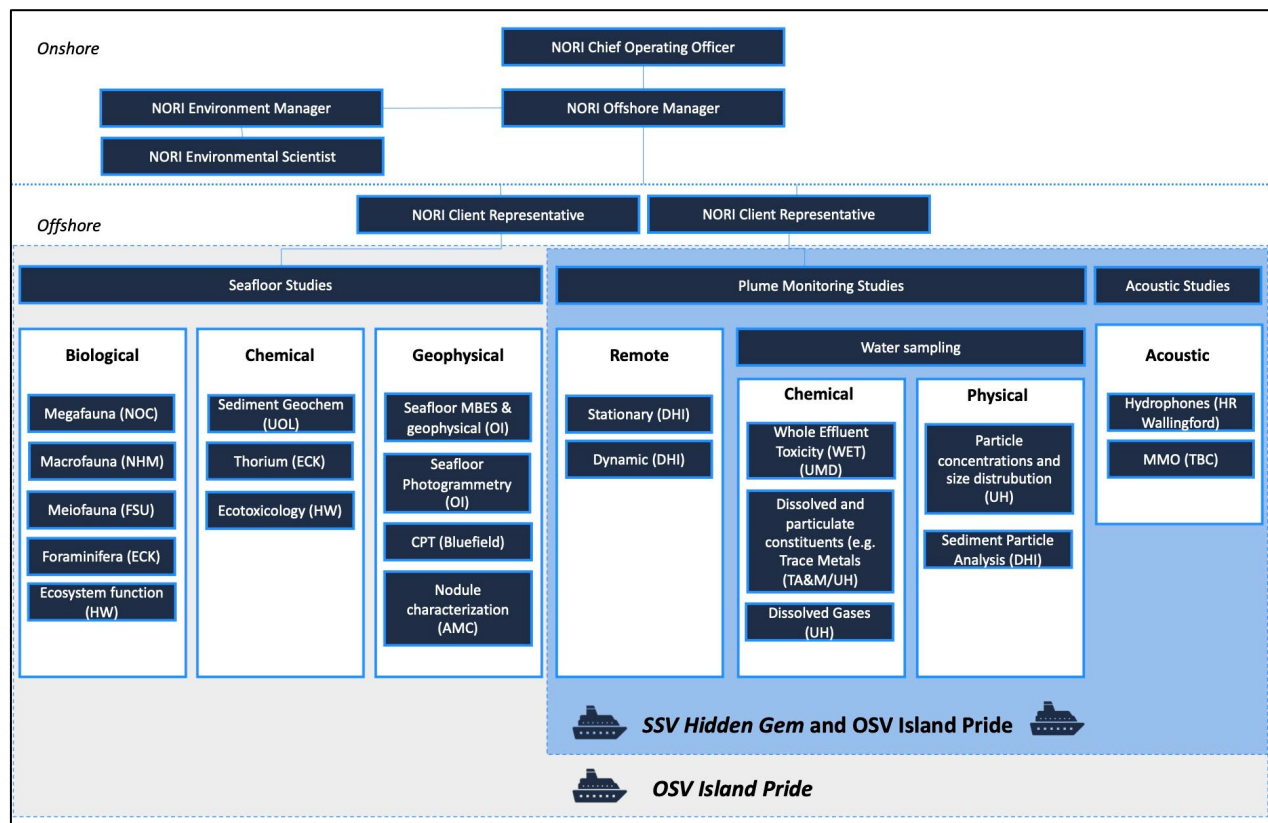 Onshore
NORI Chief Operating Officer
NORI Environment Manager
NORI Offshore Manager
NORI Environmental Scientist
Offshore
NORI Client Representative
NORI Client Representative
Seafloor Studies
Plume Monitoring Studies
Acoustic Studies
Biological
Megafauna (NOC)
Macrofauna (NHM)
Meiofauna (FSU)
Foraminifera (ECK)
Ecosystem function
(HW)
Chemical
Sediment Geochem
(UOL)
Thorium (ECK)
Ecotoxicology (HW)
Geophysical
Seafloor MBES &
geophysical (OI)
Seafloor
Photogrammetry
(OI)
CPT (Bluefield)
Nodule
characterization
(AMC)
Remote
Stationary (DHI)
Dynamic (DHI)
Water sampling
Chemical
Whole Effluent
Toxicity (WET)
(UMD)
Dissolved and
particulate
constituents (e.g.
Trace Metals
(TA&M/UH)
Dissolved Gases
(UH)
Physical
Particle
concentrations and
size distrubution
(UH)
Sediment Particle
Analysis (DHI)
Acoustic
Hydrophones (HR
Wallingford)
MMO (TBC)
SSV Hidden Gem and OSV Island Pride
OSV Island Pride